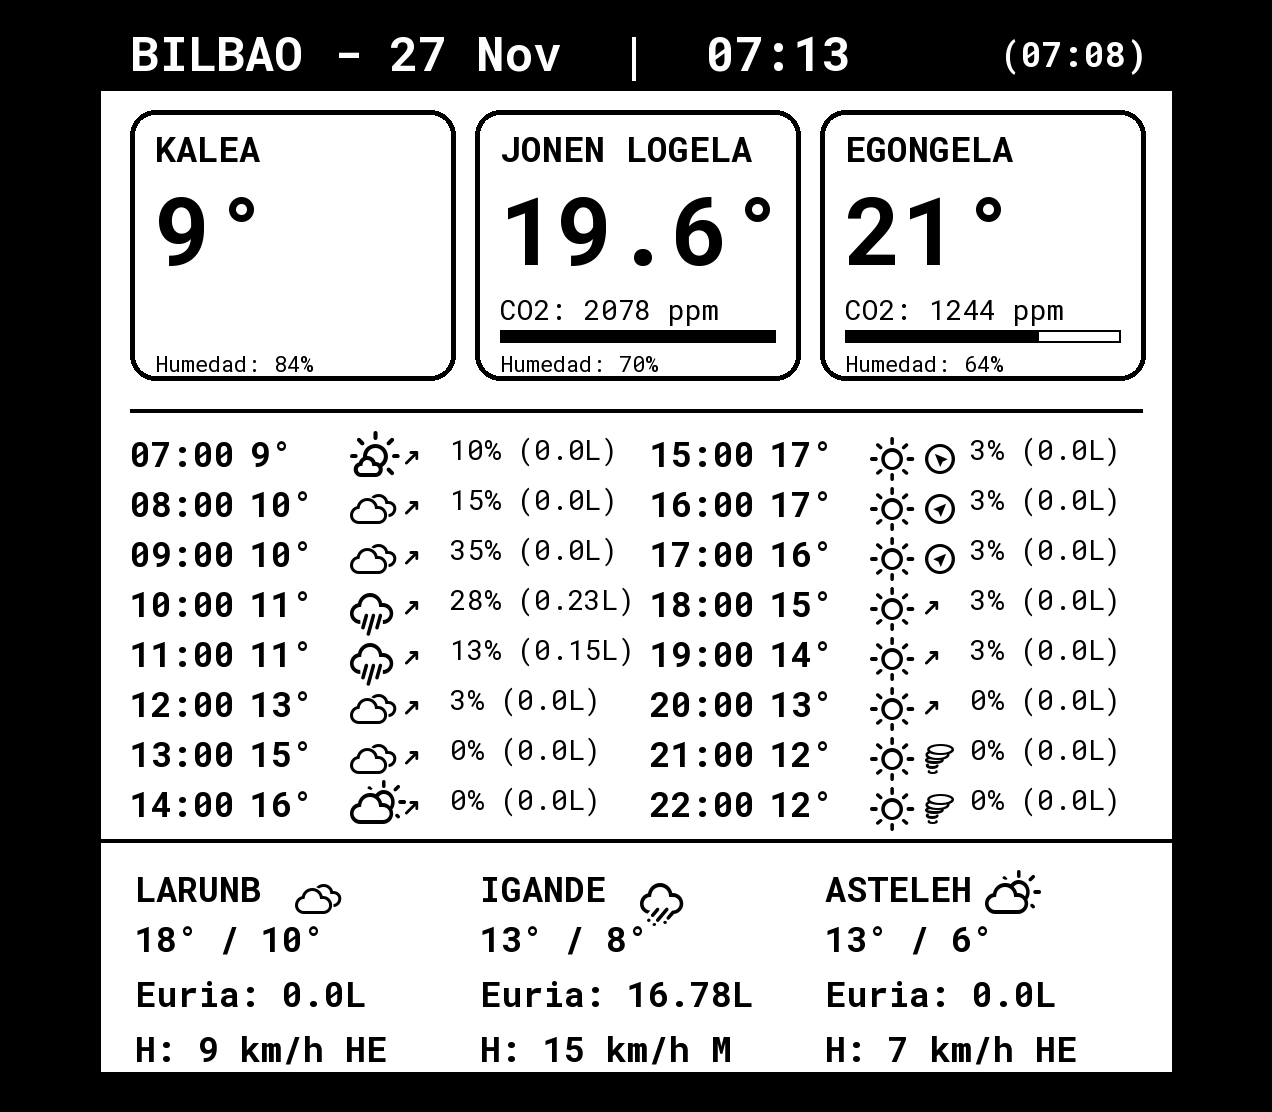 BILBAO - 27 Nov | 07:13 (07:08)
KALEA
9°
Humedad: 84%
JONEN LOGELA
19.6°
CO2: 2078 ppm
Humedad: 70%
EGONGELA
21°
CO2: 1244 ppm
Humedad: 64%
07:00 9° 10% (0.0L)
08:00 10° 15% (0.0L)
09:00 10° 35% (0.0L)
10:00 11° 28% (0.23L)
11:00 11° 13% (0.15L)
12:00 13° 3% (0.0L)
13:00 15° 0% (0.0L)
14:00 16° 0% (0.0L)
15:00 17° 3% (0.0L)
16:00 17° 3% (0.0L)
17:00 16° 3% (0.0L)
18:00 15° 3% (0.0L)
19:00 14° 3% (0.0L)
20:00 13° 0% (0.0L)
21:00 12° 0% (0.0L)
22:00 12° 0% (0.0L)
LARUNB
18° / 10°
Euria: 0.0L
H: 9 km/h HE
IGANDE
13° / 8°
Euria: 16.78L
H: 15 km/h M
ASTELEH
13° / 6°
Euria: 0.0L
H: 7 km/h HE